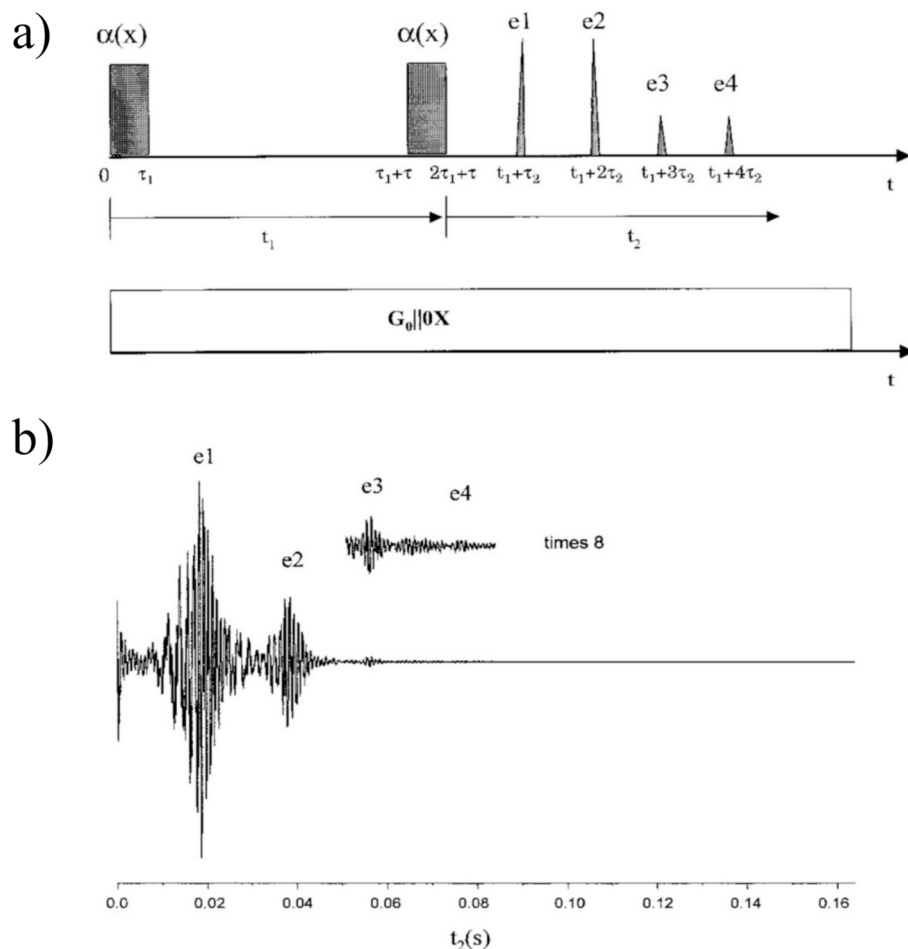 a)
α(x) α(x) e1 e2
e3 e4
0 τ₁ τ₁+τ 2τ₁+τ t₁+τ₂ t₁+2τ₂ t₁+3τ₂ t₁+4τ₂ t
t₁ t₂
G₀||0X
t
b)
e1
e3 e4
times 8
e2
0.0 0.02 0.04 0.06 0.08 0.10 0.12 0.14 0.16
t₂(s)